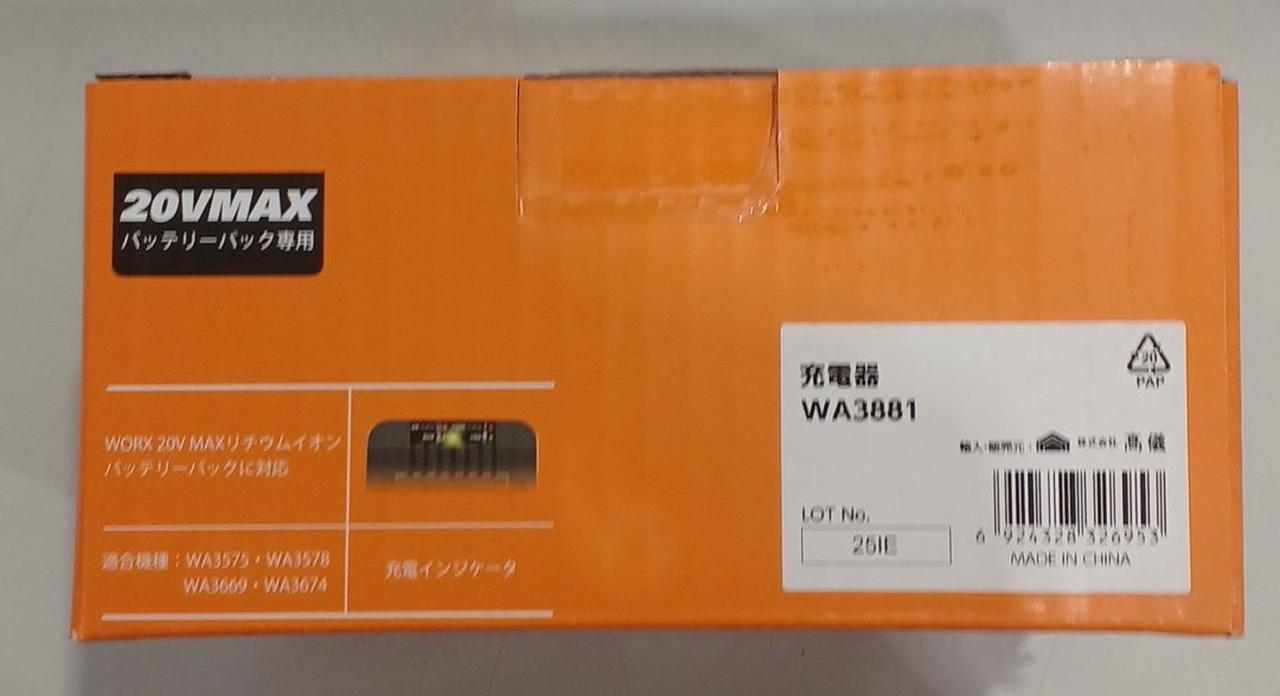 20VMAX
バッテリーパック専用
WORX 20V MAXリチウムイオン
バッテリーパックに対応
適合機種：WA3575・WA3578
WA3669・WA3674
充電インジケータ
充電器
WA3881
20
PAP
輸入・販売元：株式会社 髙儀
LOT No.
25IE
6 924328 326953
MADE IN CHINA